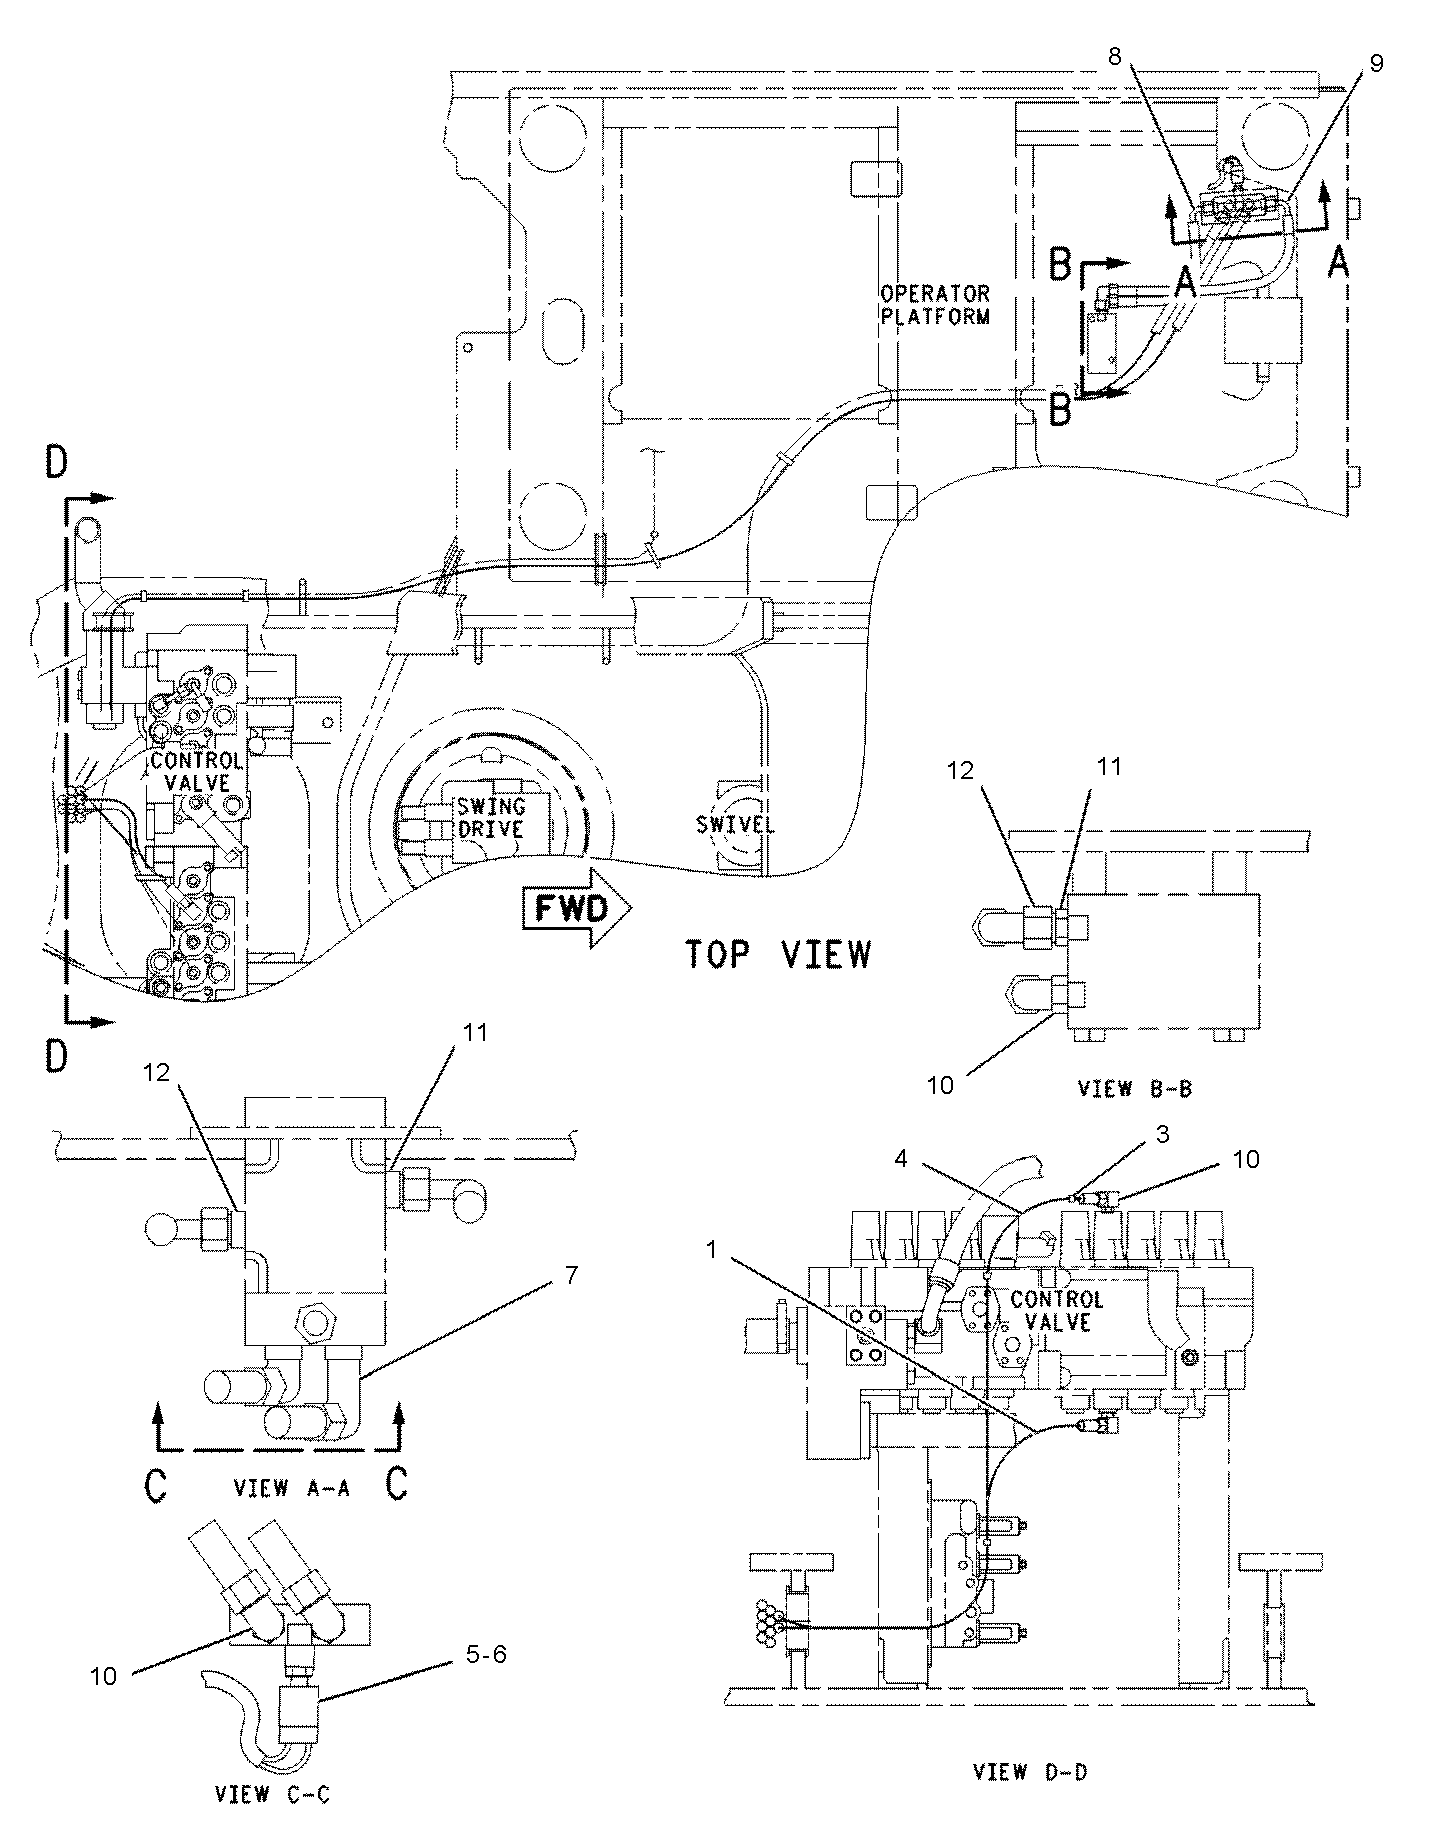 8
9
B
A
A
OPERATOR
PLATFORM
B
D
CONTROL
VALVE
SWING
DRIVE
SWIVEL
FWD
TOP VIEW
12
11
10
VIEW B-B
D
12
11
7
C
VIEW A-A
C
10
5-6
VIEW C-C
3
4
10
1
CONTROL
VALVE
VIEW D-D